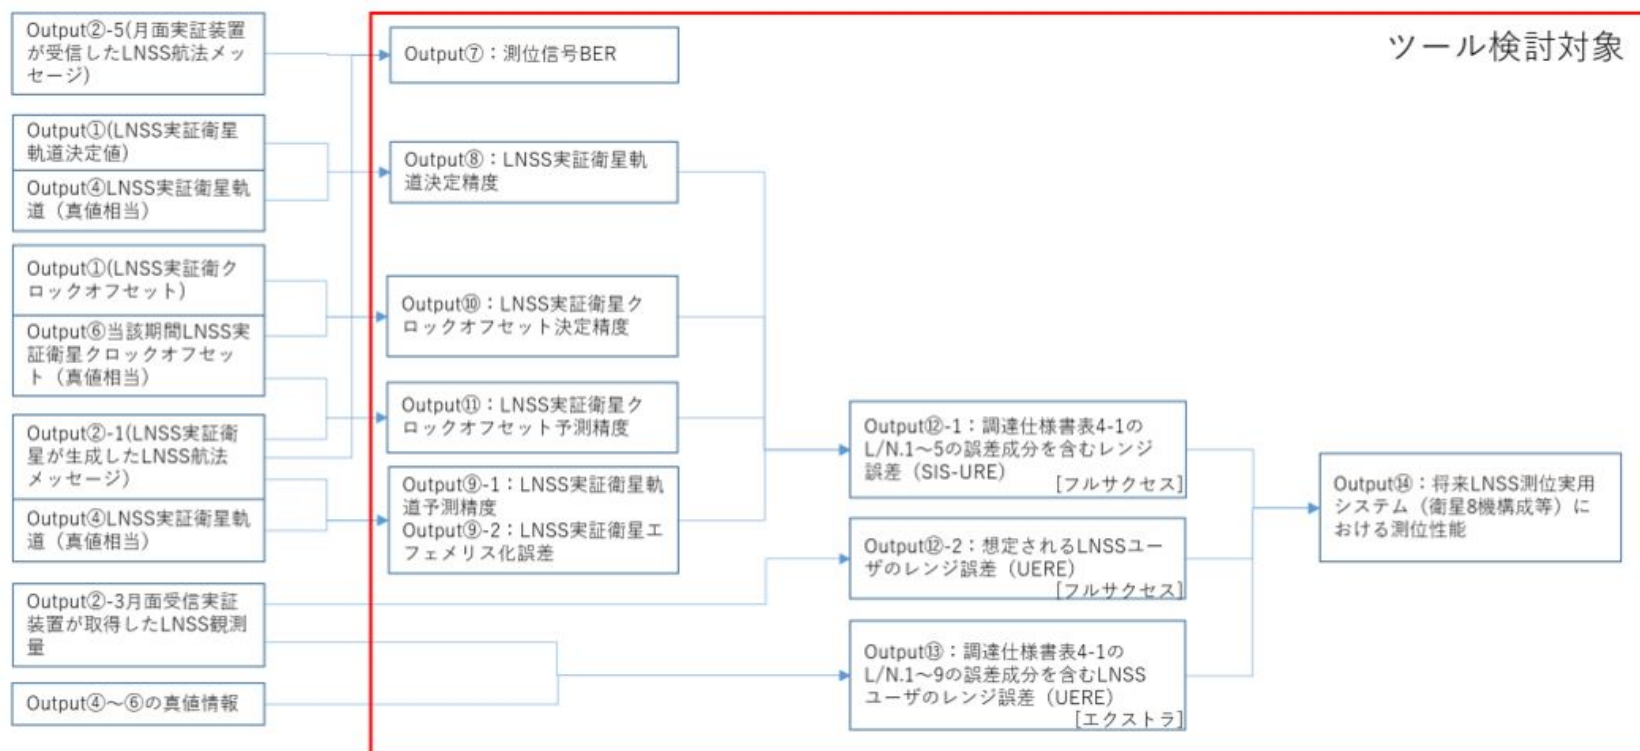 ツール検討対象
Output②-5(月面実証装置
が受信したLNSS航法メッ
セージ)
Output①(LNSS実証衛星
軌道決定値)
Output④LNSS実証衛星軌
道（真値相当）
Output①(LNSS実証衛ク
ロックオフセット)
Output⑥当該期間LNSS実
証衛星クロックオフセッ
ト（真値相当）
Output②-1(LNSS実証衛
星が生成したLNSS航法
メッセージ)
Output④LNSS実証衛星軌
道（真値相当）
Output②-3月面受信実証
装置が取得したLNSS観測
量
Output④～⑥の真値情報
Output⑦：測位信号BER
Output⑧：LNSS実証衛星軌
道決定精度
Output⑩：LNSS実証衛星ク
ロックオフセット決定精度
Output⑪：LNSS実証衛星ク
ロックオフセット予測精度
Output⑨-1：LNSS実証衛星軌
道予測精度
Output⑨-2：LNSS実証衛星エ
フェメリス化誤差
Output⑫-1：調達仕様書表4-1の
L/N.1～5の誤差成分を含むレンジ
誤差（SIS-URE）
[フルサクセス]
Output⑫-2：想定されるLNSSユー
ザのレンジ誤差（UERE）
[フルサクセス]
Output⑬：調達仕様書表4-1の
L/N.1～9の誤差成分を含むLNSS
ユーザのレンジ誤差（UERE）
[エクストラ]
Output⑭：将来LNSS測位実用
システム（衛星8機構成等）に
おける測位性能